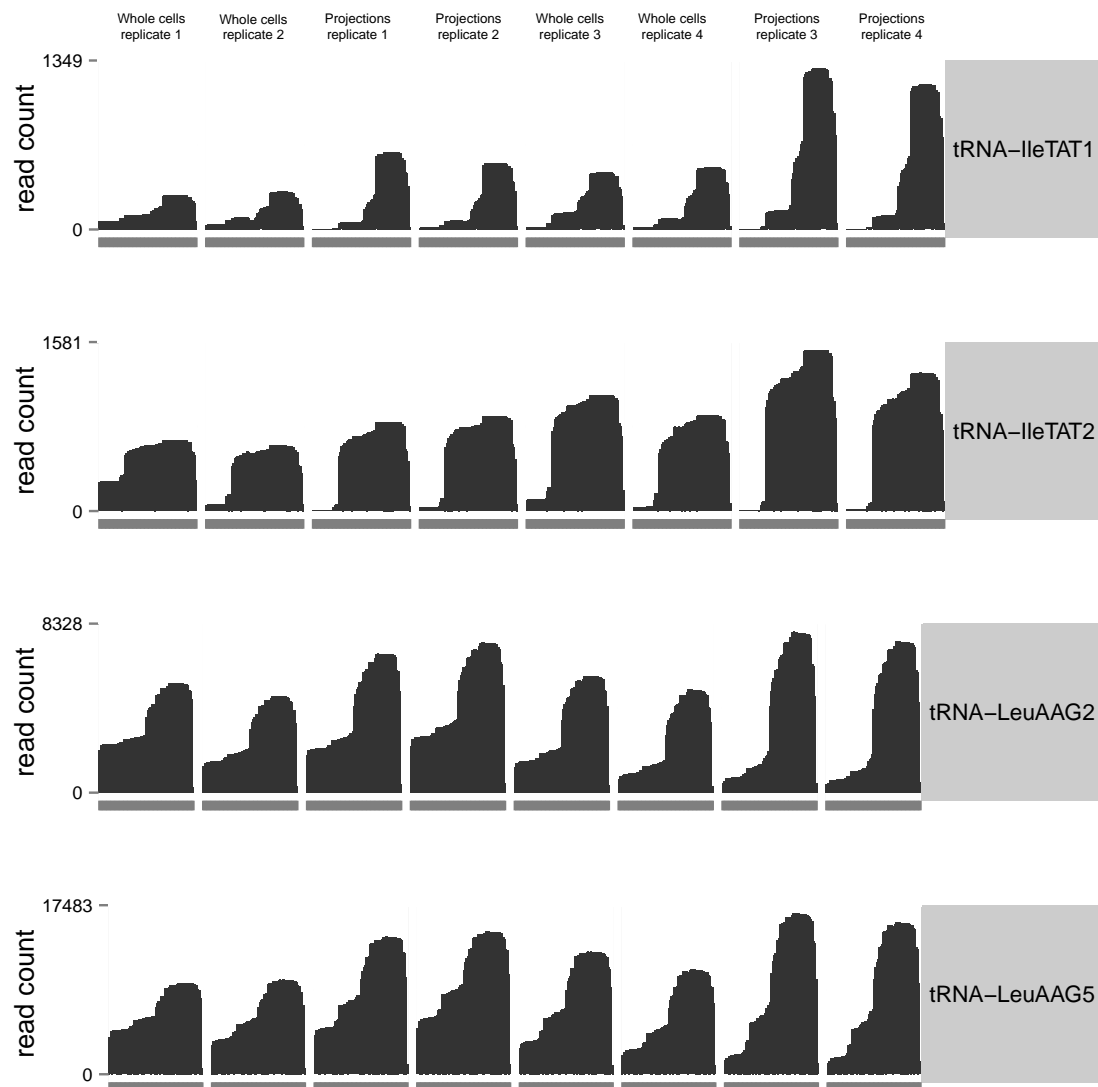 Whole cells replicate 1
Whole cells replicate 2
Projections replicate 1
Projections replicate 2
Whole cells replicate 3
Whole cells replicate 4
Projections replicate 3
Projections replicate 4
1349
read count
0
tRNA−IleTAT1
1581
read count
0
tRNA−IleTAT2
8328
read count
0
tRNA−LeuAAG2
17483
read count
0
tRNA−LeuAAG5